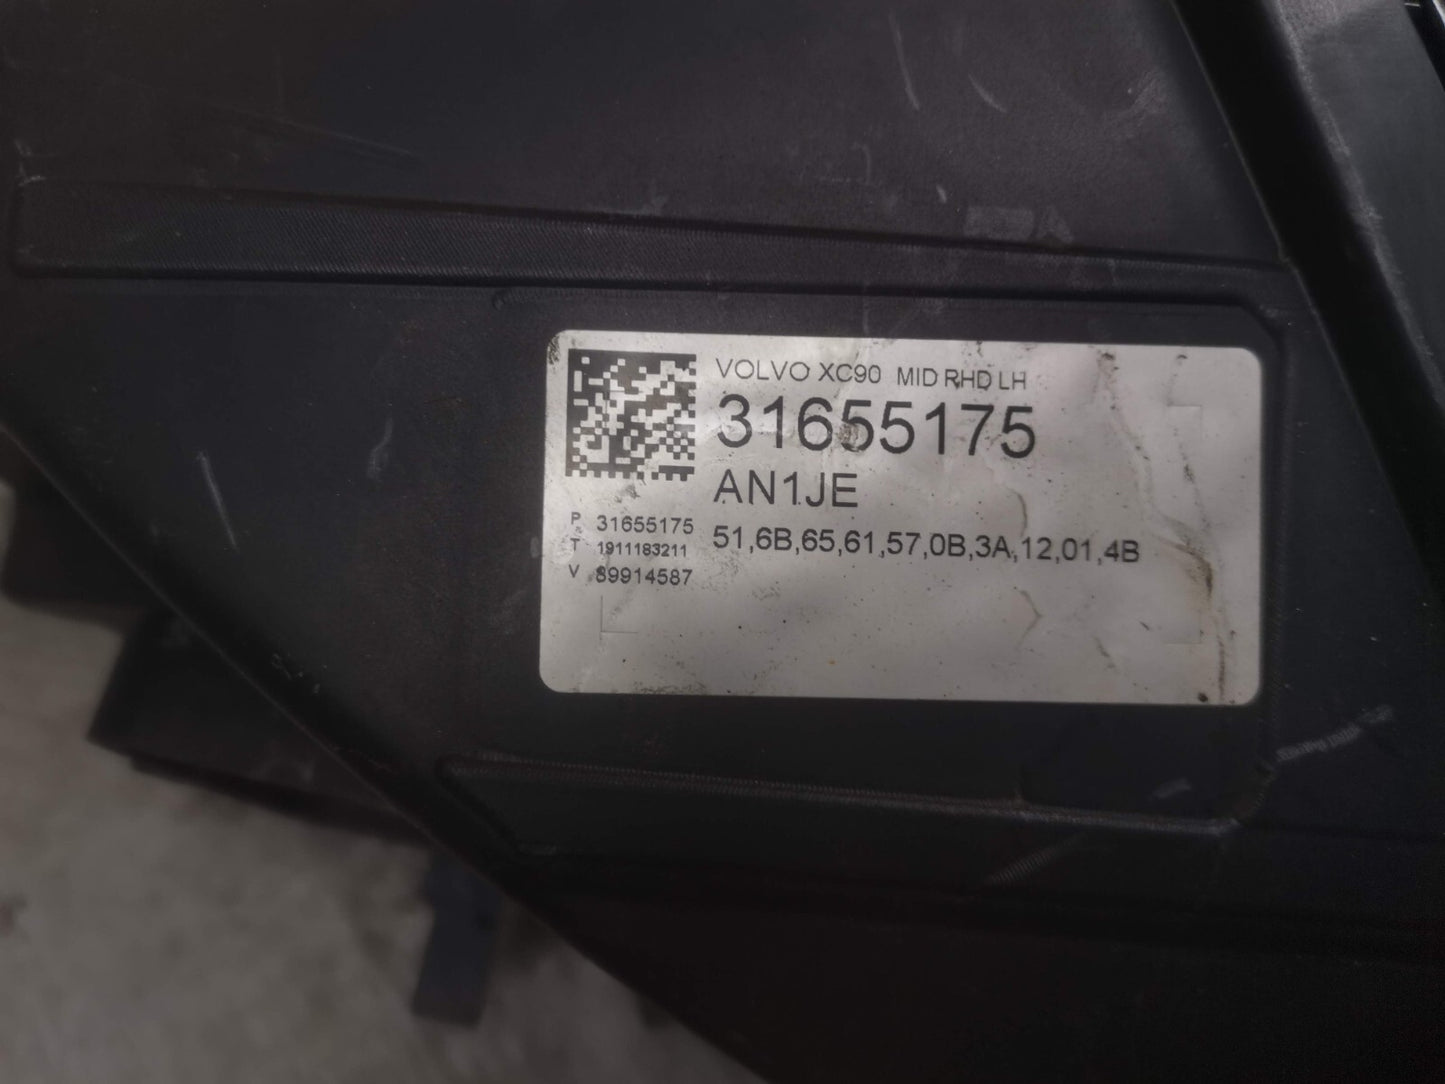 VOLVO XC90 MID RHD LH
31655175
AN1JE
51,6B,65,61,57,0B,3A,12,01,4B
P 31655175
T 1911183211
V 89914587